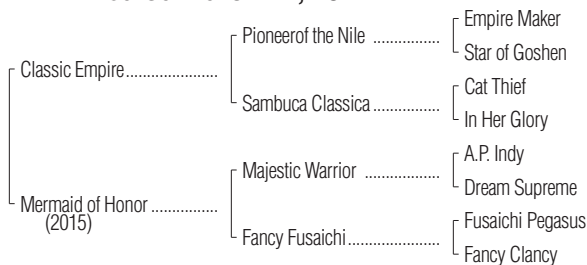 Empire Maker
Pioneerof the Nile
Star of Goshen
Classic Empire
Cat Thief
Sambuca Classica
In Her Glory
A.P. Indy
Majestic Warrior
Dream Supreme
Mermaid of Honor
(2015)
Fusaichi Pegasus
Fancy Fusaichi
Fancy Clancy